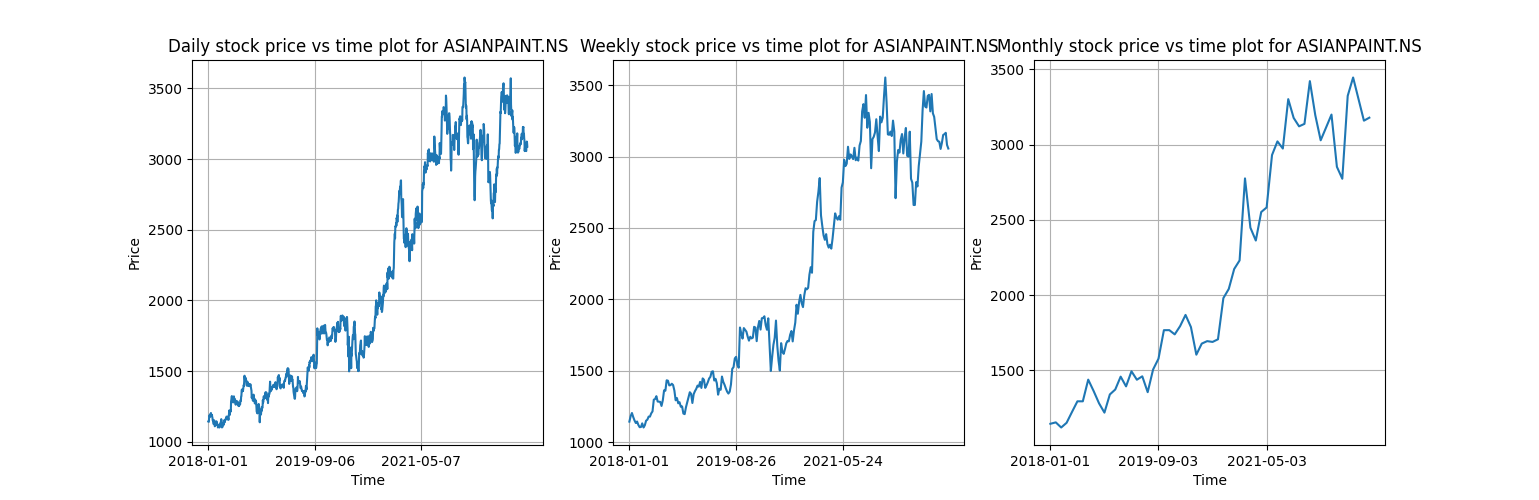 Daily stock price vs time plot for ASIANPAINT.NS
Price
3500
3000
2500
2000
1500
1000
2018-01-01 2019-09-06 2021-05-07
Time
Weekly stock price vs time plot for ASIANPAINT.NS
Price
3500
3000
2500
2000
1500
1000
2018-01-01 2019-08-26 2021-05-24
Time
Monthly stock price vs time plot for ASIANPAINT.NS
Price
3500
3000
2500
2000
1500
2018-01-01 2019-09-03 2021-05-03
Time